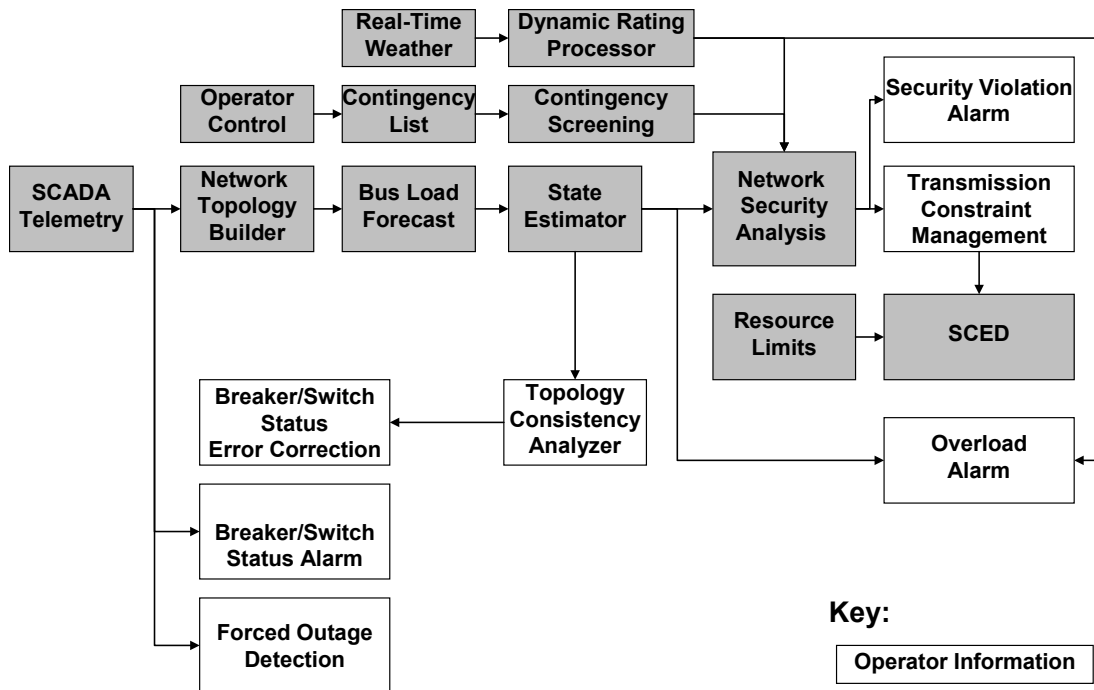 Real-Time
Weather
Dynamic Rating
Processor
Operator
Control
Contingency
List
Contingency
Screening
Security Violation
Alarm
SCADA
Telemetry
Network
Topology
Builder
Bus Load
Forecast
State
Estimator
Network
Security
Analysis
Transmission
Constraint
Management
Resource
Limits
SCED
Breaker/Switch
Status
Error Correction
Topology
Consistency
Analyzer
Overload
Alarm
Breaker/Switch
Status Alarm
Forced Outage
Detection
Key:
Operator Information